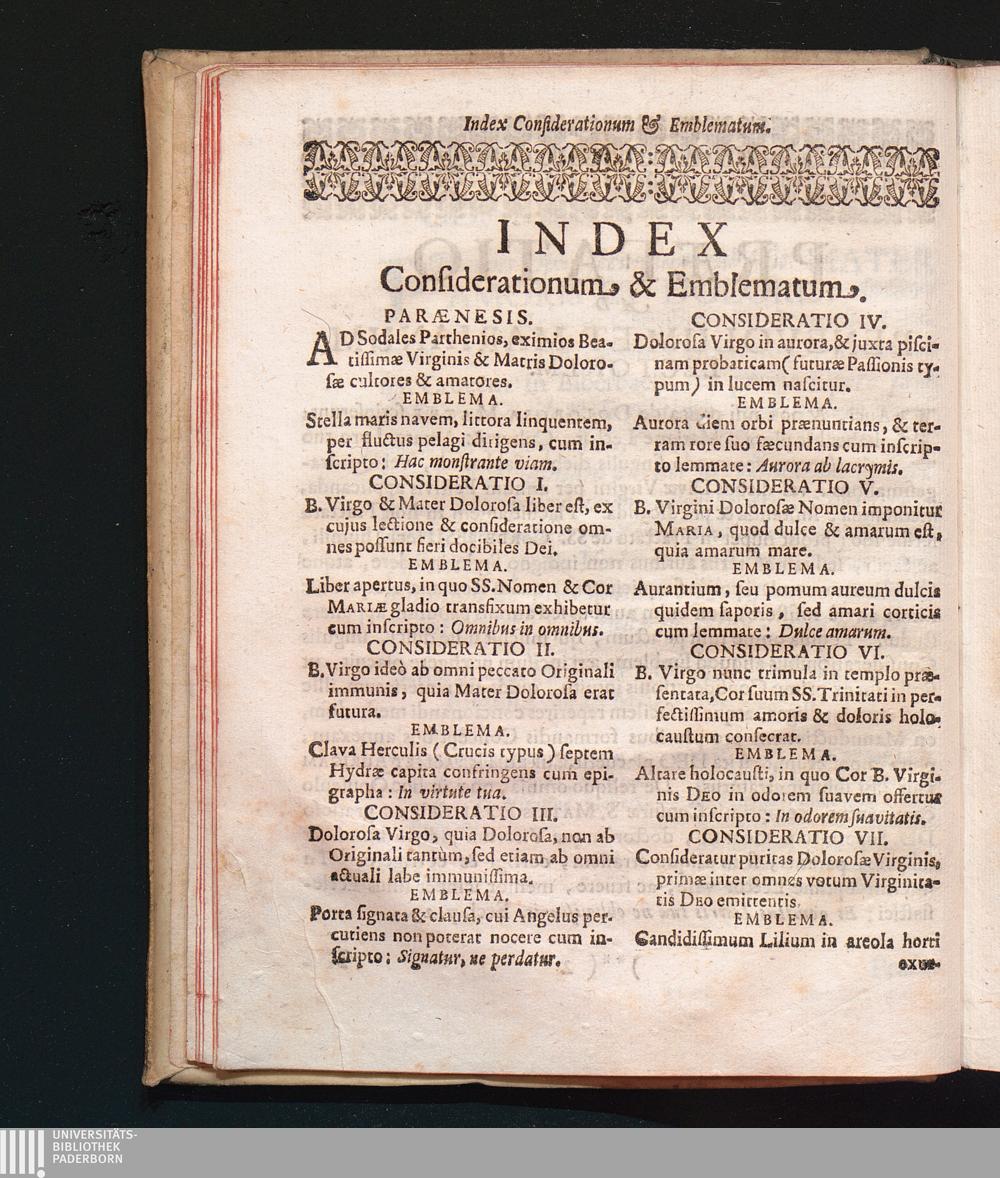 Index Conſiderationum & Emblematum.
INDEX
Conſiderationum, & Emblematum,.
PARÆNESIS.
AD Sodales Parthenios, eximios Bea-
tiſſimæ Virginis & Matris Doloro-
ſæ cultores & amatores.
EMBLEMA.
Stella maris navem, littora linquentem,
per fluctus pelagi dirigens, cum in-
ſcripto: Hac monſtrante viam.
CONSIDERATIO I.
B. Virgo & Mater Doloroſa liber eſt, ex
cujus lectione & conſideratione om-
nes poſſunt fieri docibiles Dei.
EMBLEMA.
Liber apertus, in quo SS. Nomen & Cor
MARIÆ gladio transfixum exhibetur
cum inſcripto: Omnibus in omnibus.
CONSIDERATIO II.
B. Virgo ideò ab omni peccato Originali
immunis, quia Mater Doloroſa erat
futura.
EMBLEMA.
Clava Herculis (Crucis typus) ſeptem
Hydræ capita confringens cum epi-
grapha: In virtute tua.
CONSIDERATIO III.
Doloroſa Virgo, quia Doloroſa, non ab
Originali tantùm, ſed etiam ab omni
actuali labe immuniſſima.
EMBLEMA.
Porta ſignata & clauſa, cui Angelus per-
cutiens non poterat nocere cum in-
ſcripto: Signatur, ne perdatur.
CONSIDERATIO IV.
Doloroſa Virgo in aurora, & juxta piſci-
nam probaticam (futuræ Paſſionis ty-
pum) in lucem naſcitur.
EMBLEMA.
Aurora diem orbi prænuntians, & ter-
ram rore ſuo fæcundans cum inſcrip-
to lemmate: Aurora ab lacrymis.
CONSIDERATIO V.
B. Virgini Doloroſæ Nomen imponitur
MARIA, quod dulce & amarum eſt,
quia amarum mare.
EMBLEMA.
Aurantium, ſeu pomum aureum dulcis
quidem ſaporis, ſed amari corticis
cum lemmate: Dulce amarum.
CONSIDERATIO VI.
B. Virgo nunc trimula in templo præ-
ſentata, Cor ſuum SS. Trinitati in per-
fectiſſimum amoris & doloris holo-
cauſtum conſecrat.
EMBLEMA.
Altare holocauſti, in quo Cor B. Virgi-
nis DEO in odorem ſuavem offertur
cum inſcripto: In odorem ſuavitatis.
CONSIDERATIO VII.
Conſideratur puritas Doloroſæ Virginis,
primæ inter omnes votum Virginita-
tis DEO emittentis.
EMBLEMA.
Candidiſſimum Lilium in areola horti
exur-
UNIVERSITÄTS-
BIBLIOTHEK
PADERBORN